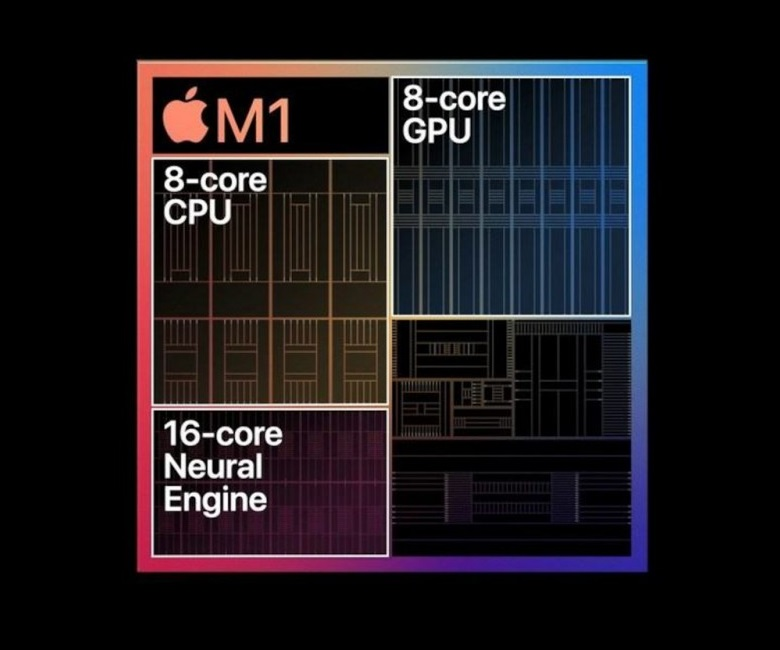 M1
8-core
CPU
16-core
Neural
Engine
8-core
GPU